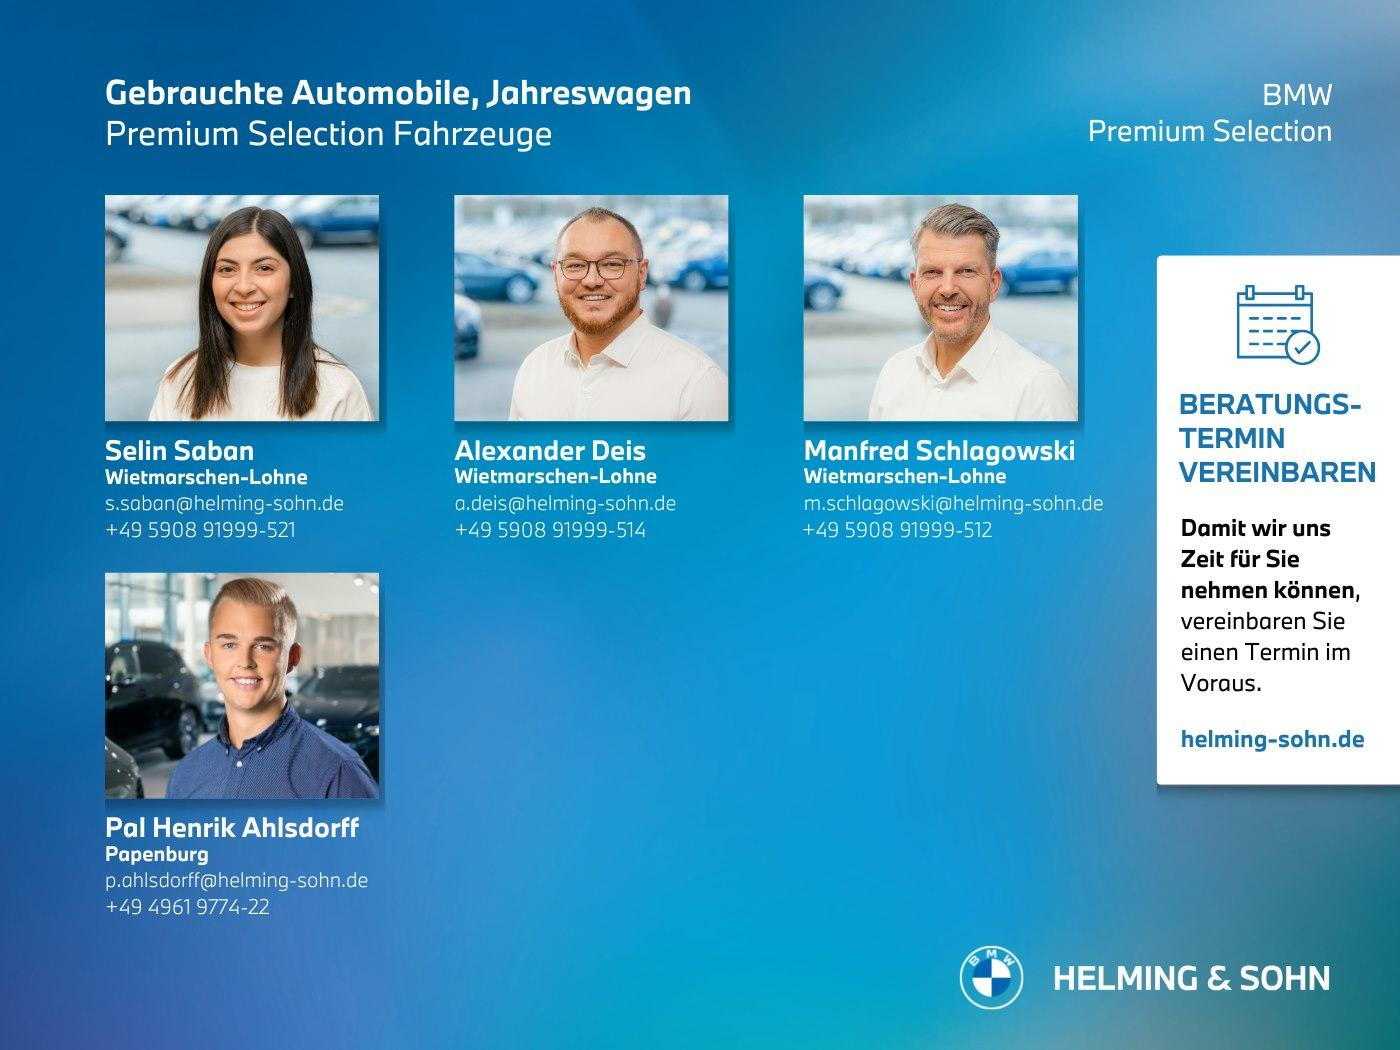 Gebrauchte Automobile, Jahreswagen
Premium Selection Fahrzeuge
BMW
Premium Selection
Selin Saban
Wietmarschen-Lohne
s.saban@helming-sohn.de
+49 5908 91999-521
Alexander Deis
Wietmarschen-Lohne
a.deis@helming-sohn.de
+49 5908 91999-514
Manfred Schlagowski
Wietmarschen-Lohne
m.schlagowski@helming-sohn.de
+49 5908 91999-512
Pal Henrik Ahlsdorff
Papenburg
p.ahlsdorff@helming-sohn.de
+49 4961 9774-22
BERATUNGS-
TERMIN
VEREINBAREN
Damit wir uns
Zeit für Sie
nehmen können,
vereinbaren Sie
einen Termin im
Voraus.
helming-sohn.de
BMW
HELMING & SOHN